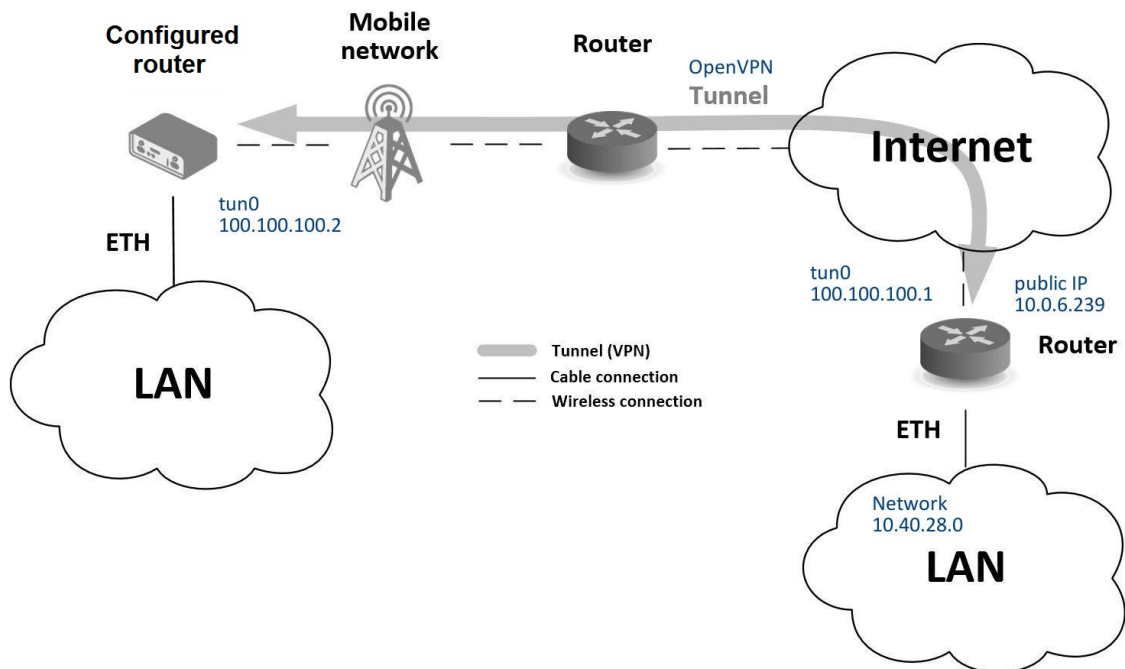 Configured
router
Mobile
network
Router
OpenVPN
Tunnel
Internet
tun0
100.100.100.2
ETH
LAN
tun0
100.100.100.1
public IP
10.0.6.239
Router
Tunnel (VPN)
Cable connection
Wireless connection
ETH
Network
10.40.28.0
LAN